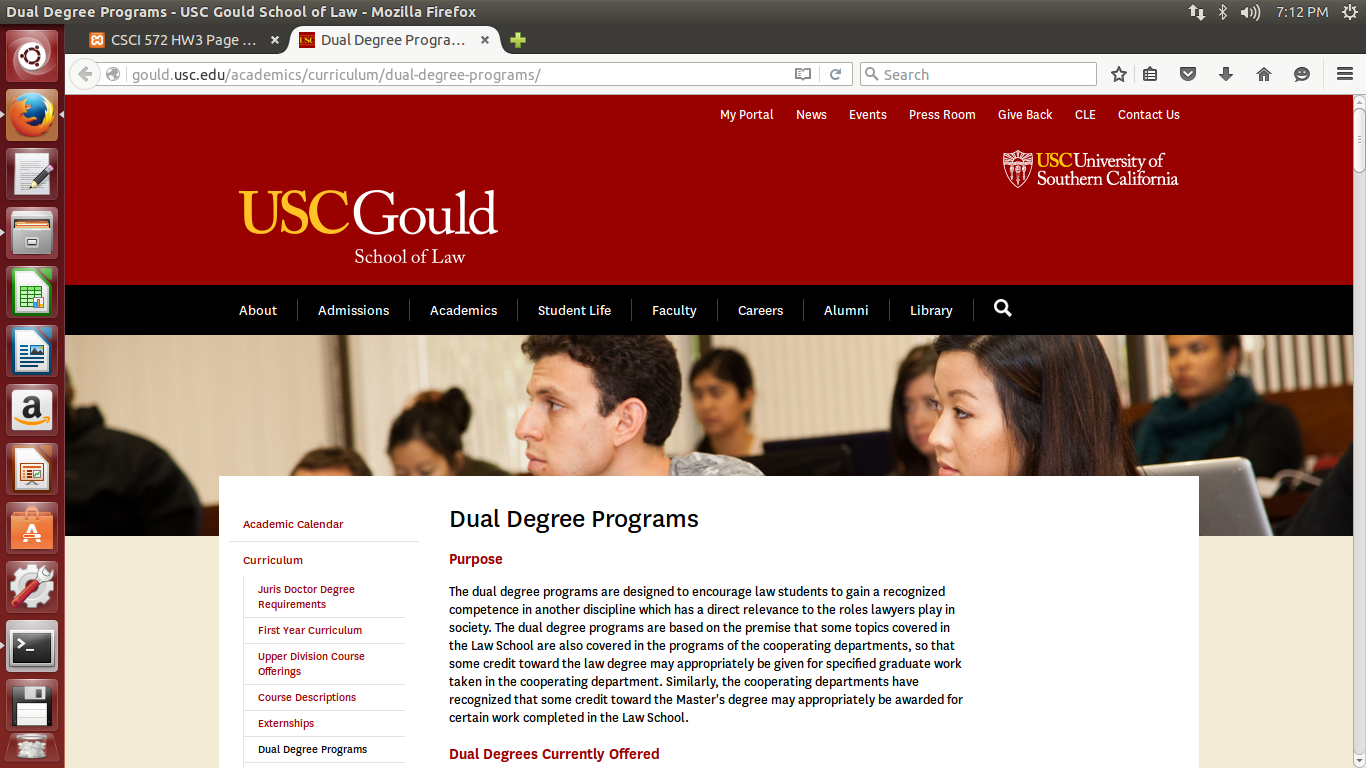 Dual Degree Programs - USC Gould School of Law - Mozilla Firefox
7:12 PM
CSCI 572 HW3 Page ...
Dual Degree Progra...
gould.usc.edu/academics/curriculum/dual-degree-programs/
Search
My Portal News Events Press Room Give Back CLE Contact Us
USC University of
Southern California
USC Gould
School of Law
About Admissions Academics Student Life Faculty Careers Alumni Library
Academic Calendar
Curriculum
Juris Doctor Degree
Requirements
First Year Curriculum
Upper Division Course
Offerings
Course Descriptions
Externships
Dual Degree Programs
Dual Degree Programs
Purpose
The dual degree programs are designed to encourage law students to gain a recognized
competence in another discipline which has a direct relevance to the roles lawyers play in
society. The dual degree programs are based on the premise that some topics covered in
the Law School are also covered in the programs of the cooperating departments, so that
some credit toward the law degree may appropriately be given for specified graduate work
taken in the cooperating department. Similarly, the cooperating departments have
recognized that some credit toward the Master's degree may appropriately be awarded for
certain work completed in the Law School.
Dual Degrees Currently Offered